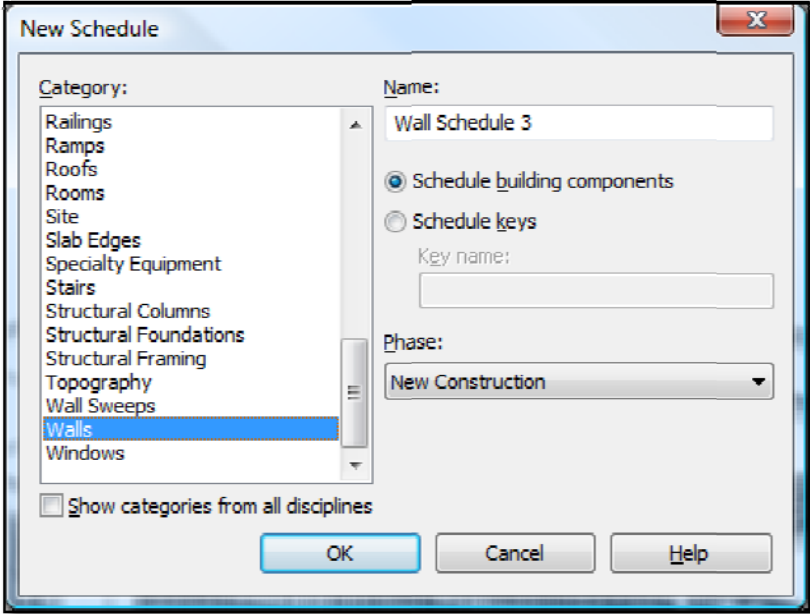 New Schedule
Category:
Railings
Ramps
Roofs
Rooms
Site
Slab Edges
Specialty Equipment
Stairs
Structural Columns
Structural Foundations
Structural Framing
Topography
Wall Sweeps
Walls
Windows
Show categories from all disciplines
Name:
Wall Schedule 3
Schedule building components
Schedule keys
Key name:
Phase:
New Construction
OK
Cancel
Help